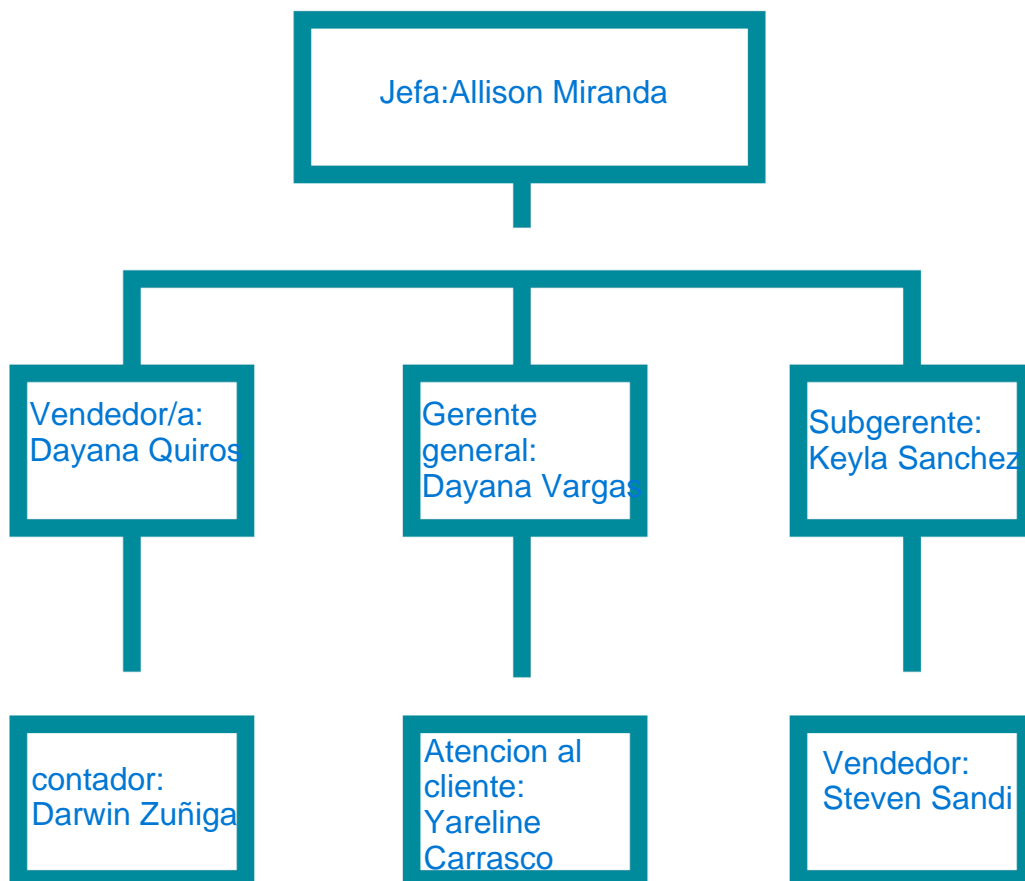 Jefa:Allison Miranda
Vendedor/a:
Dayana Quiros
Gerente
general:
Dayana Vargas
Subgerente:
Keyla Sanchez
contador:
Darwin Zuñiga
Atencion al
cliente:
Yareline
Carrasco
Vendedor:
Steven Sandi